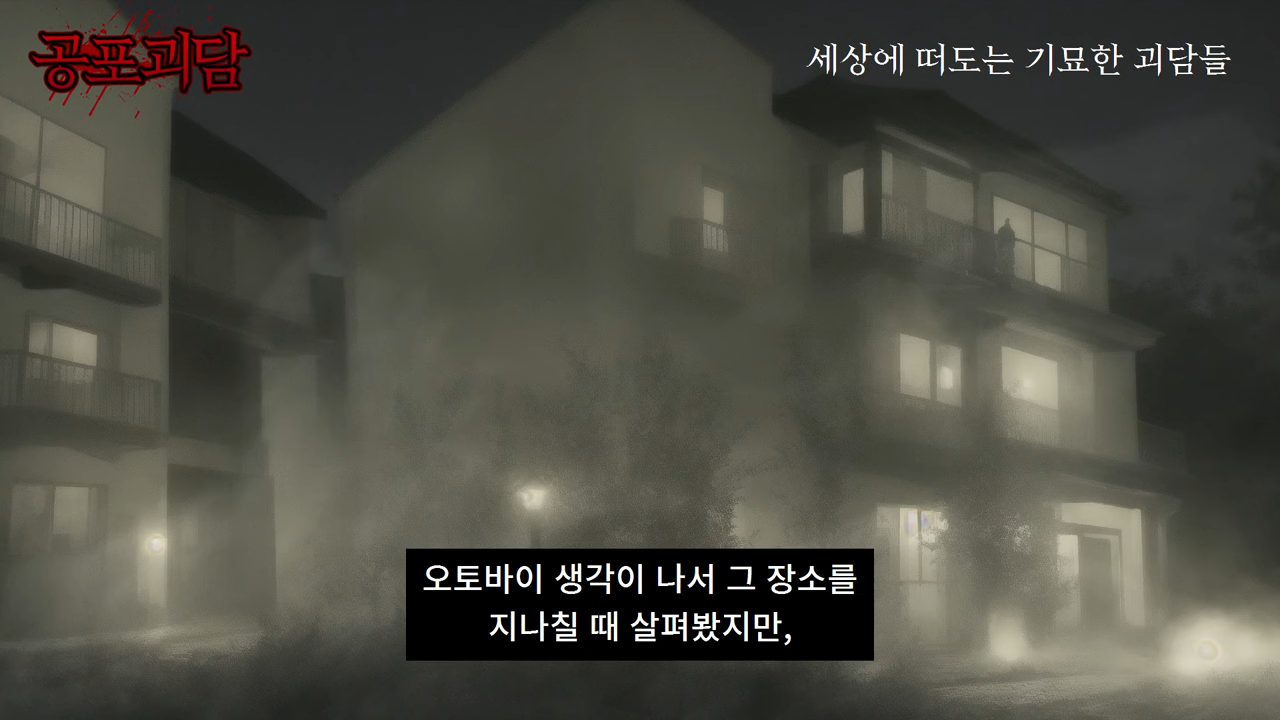 공포괴담
세상에 떠도는 기묘한 괴담들
오토바이 생각이 나서 그 장소를
지나칠 때 살펴봤지만,